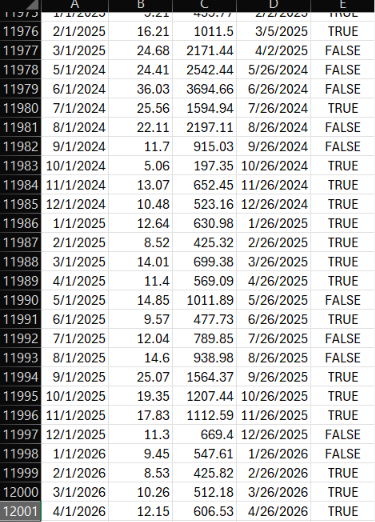 A B C D E
11976 2/1/2025 16.21 1011.5 3/5/2025 TRUE
11977 3/1/2025 24.68 2171.44 4/2/2025 FALSE
11978 5/1/2024 24.41 2542.44 5/26/2024 FALSE
11979 6/1/2024 36.03 3694.66 6/26/2024 FALSE
11980 7/1/2024 25.56 1594.94 7/26/2024 TRUE
11981 8/1/2024 22.11 2197.11 8/26/2024 FALSE
11982 9/1/2024 11.7 915.03 9/26/2024 FALSE
11983 10/1/2024 5.06 197.35 10/26/2024 TRUE
11984 11/1/2024 13.07 652.45 11/26/2024 TRUE
11985 12/1/2024 10.48 523.16 12/26/2024 TRUE
11986 1/1/2025 12.64 630.98 1/26/2025 TRUE
11987 2/1/2025 8.52 425.32 2/26/2025 TRUE
11988 3/1/2025 14.01 699.38 3/26/2025 TRUE
11989 4/1/2025 11.4 569.09 4/26/2025 TRUE
11990 5/1/2025 14.85 1011.89 5/26/2025 FALSE
11991 6/1/2025 9.57 477.73 6/26/2025 TRUE
11992 7/1/2025 12.04 789.85 7/26/2025 FALSE
11993 8/1/2025 14.6 938.98 8/26/2025 FALSE
11994 9/1/2025 25.07 1564.37 9/26/2025 TRUE
11995 10/1/2025 19.35 1207.44 10/26/2025 TRUE
11996 11/1/2025 17.83 1112.59 11/26/2025 TRUE
11997 12/1/2025 11.3 669.4 12/26/2025 FALSE
11998 1/1/2026 9.45 547.61 1/26/2026 FALSE
11999 2/1/2026 8.53 425.82 2/26/2026 TRUE
12000 3/1/2026 10.26 512.18 3/26/2026 TRUE
12001 4/1/2026 12.15 606.53 4/26/2026 TRUE